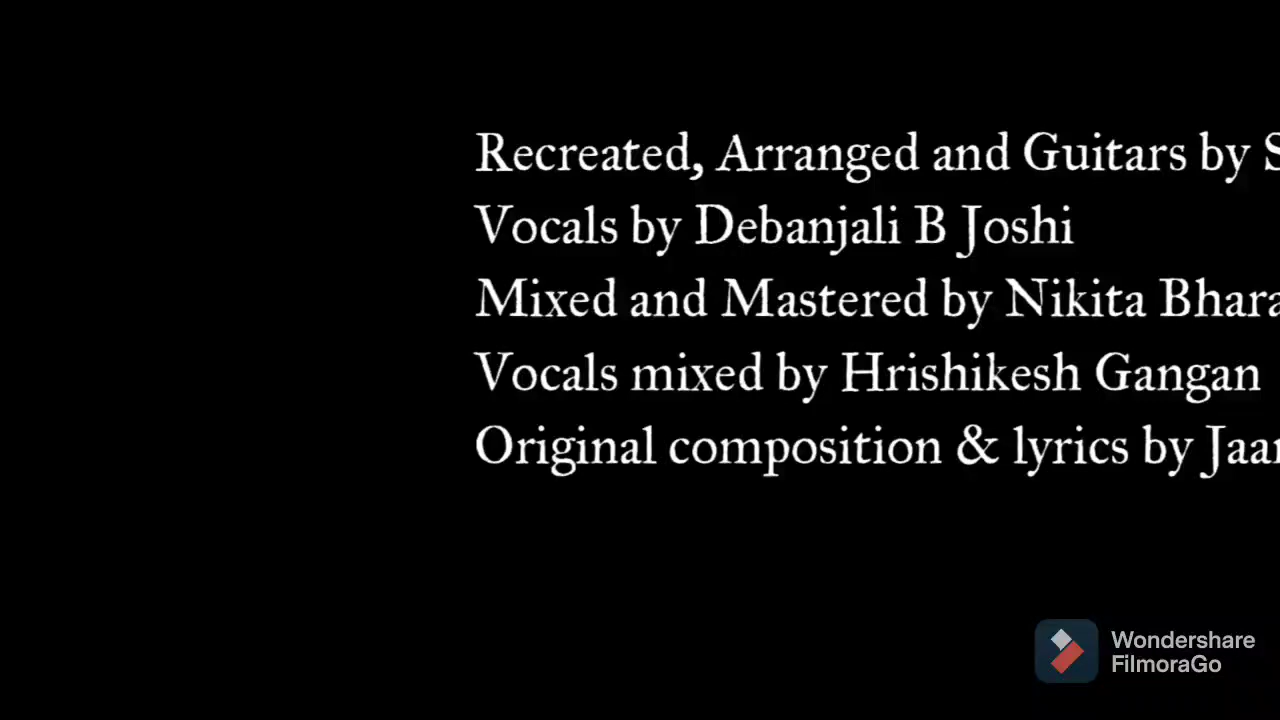 Recreated, Arranged and Guitars by
Vocals by Debanjali B Joshi
Mixed and Mastered by Nikita
Vocals mixed by Hrishikesh Gangan
Original composition & lyrics by
Wondershare
FilmoraGo